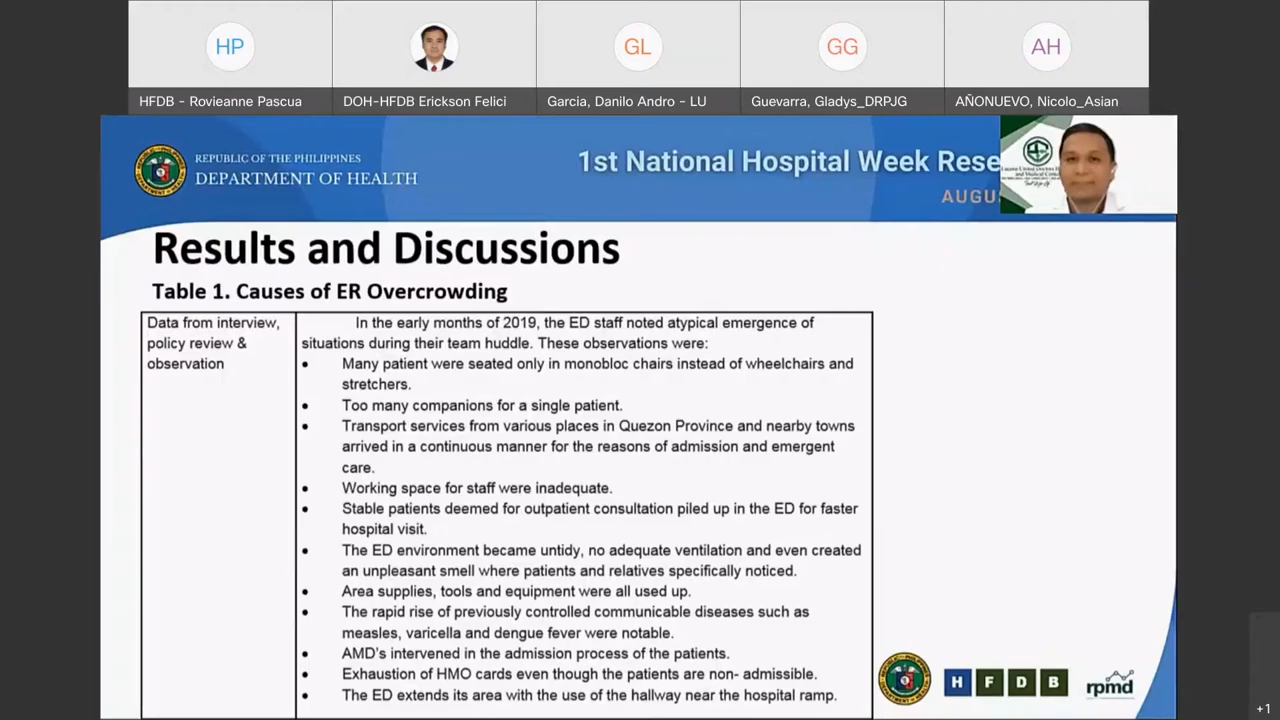 HP
GL
GG
AH
HFDB - Rovieanne Pascua
DOH-HFDB Erickson Felici
Garcia, Danilo Andro - LU
Guevarra, Gladys_DRPJG
AÑONUEVO, Nicolo_Asian
REPUBLIC OF THE PHILIPPINES
DEPARTMENT OF HEALTH
1st National Hospital Week Rese
AUGU
Results and Discussions
Table 1. Causes of ER Overcrowding
Data from interview,
policy review &
observation
In the early months of 2019, the ED staff noted atypical emergence of
situations during their team huddle. These observations were:
• Many patient were seated only in monobloc chairs instead of wheelchairs and
stretchers.
• Too many companions for a single patient.
• Transport services from various places in Quezon Province and nearby towns
arrived in a continuous manner for the reasons of admission and emergent
care.
• Working space for staff were inadequate.
• Stable patients deemed for outpatient consultation piled up in the ED for faster
hospital visit.
• The ED environment became untidy, no adequate ventilation and even created
an unpleasant smell where patients and relatives specifically noticed.
• Area supplies, tools and equipment were all used up.
• The rapid rise of previously controlled communicable diseases such as
measles, varicella and dengue fever were notable.
• AMD's intervened in the admission process of the patients.
• Exhaustion of HMO cards even though the patients are non- admissible.
• The ED extends its area with the use of the hallway near the hospital ramp.
H F D B
rpmd
+1